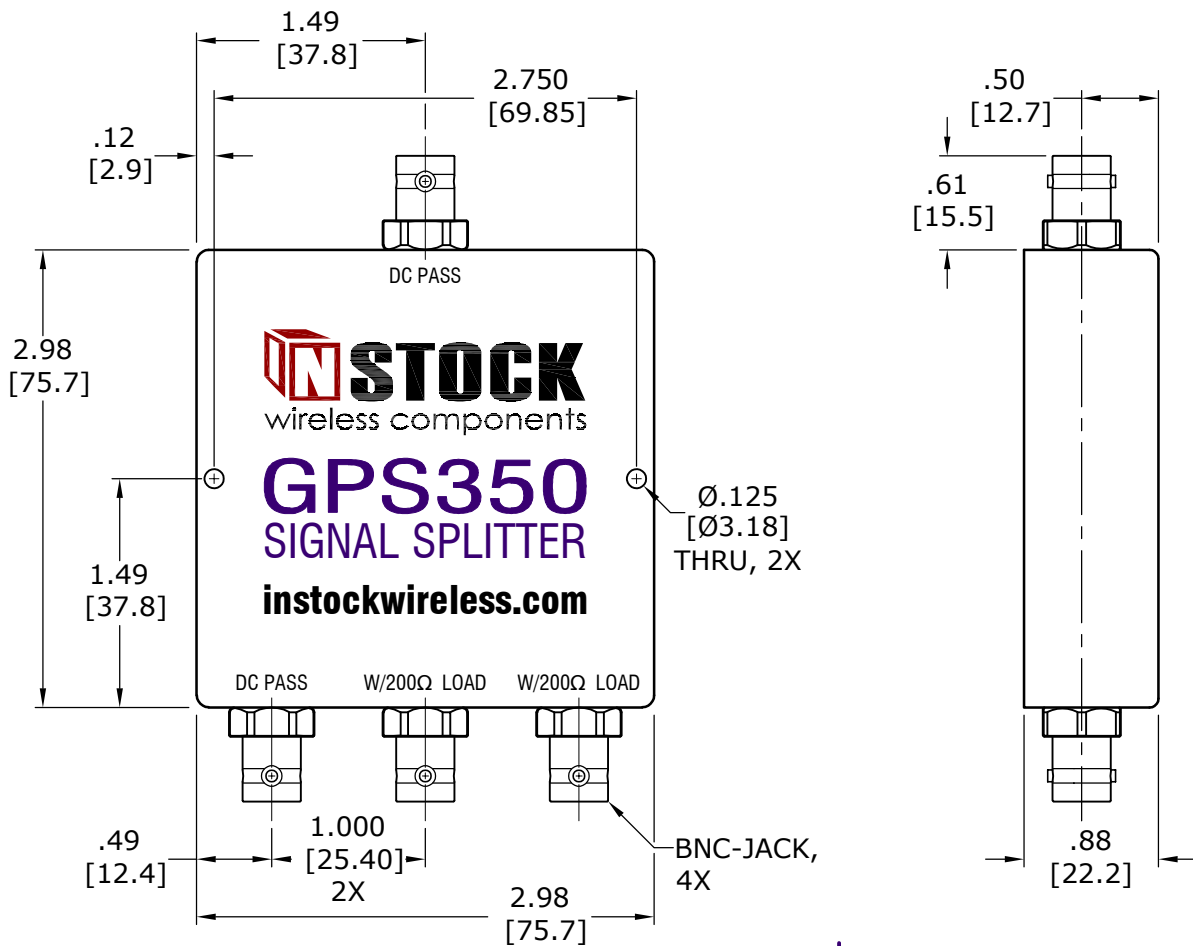 1.49
[37.8]
2.750
[69.85]
.50
[12.7]
.12
[2.9]
.61
[15.5]
DC PASS
2.98
[75.7]
INSTOCK
wireless components
GPS350
SIGNAL SPLITTER
Ø.125
[Ø3.18]
THRU, 2X
1.49
[37.8]
instockwireless.com
DC PASS
W/200Ω LOAD
W/200Ω LOAD
.49
[12.4]
1.000
[25.40]
2X
BNC-JACK,
4X
.88
[22.2]
2.98
[75.7]